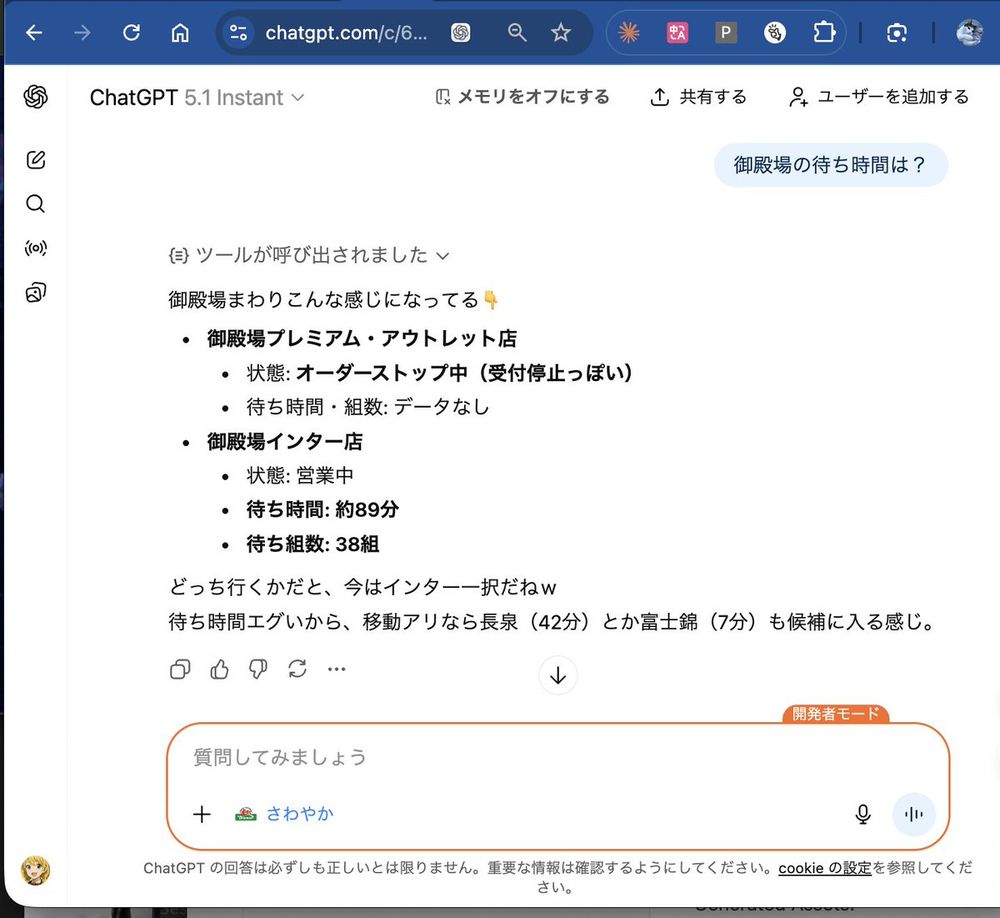 chatgpt.com/c/6...
ChatGPT 5.1 Instant
メモリをオフにする
共有する
ユーザーを追加する
御殿場の待ち時間は？
ツールが呼び出されました
御殿場まわりこんな感じになってる👇
• 御殿場プレミアム・アウトレット店
• 状態: オーダーストップ中（受付停止っぽい）
• 待ち時間・組数: データなし
• 御殿場インター店
• 状態: 営業中
• 待ち時間: 約89分
• 待ち組数: 38組
どっち行くかだと、今はインター一択だねw
待ち時間エグいから、移動アリなら長泉（42分）とか富士錦（7分）も候補に入る感じ。
開発者モード
質問してみましょう
さわやか
ChatGPT の回答は必ずしも正しいとは限りません。重要な情報は確認するようにしてください。cookie の設定を参照してくだ
さい。